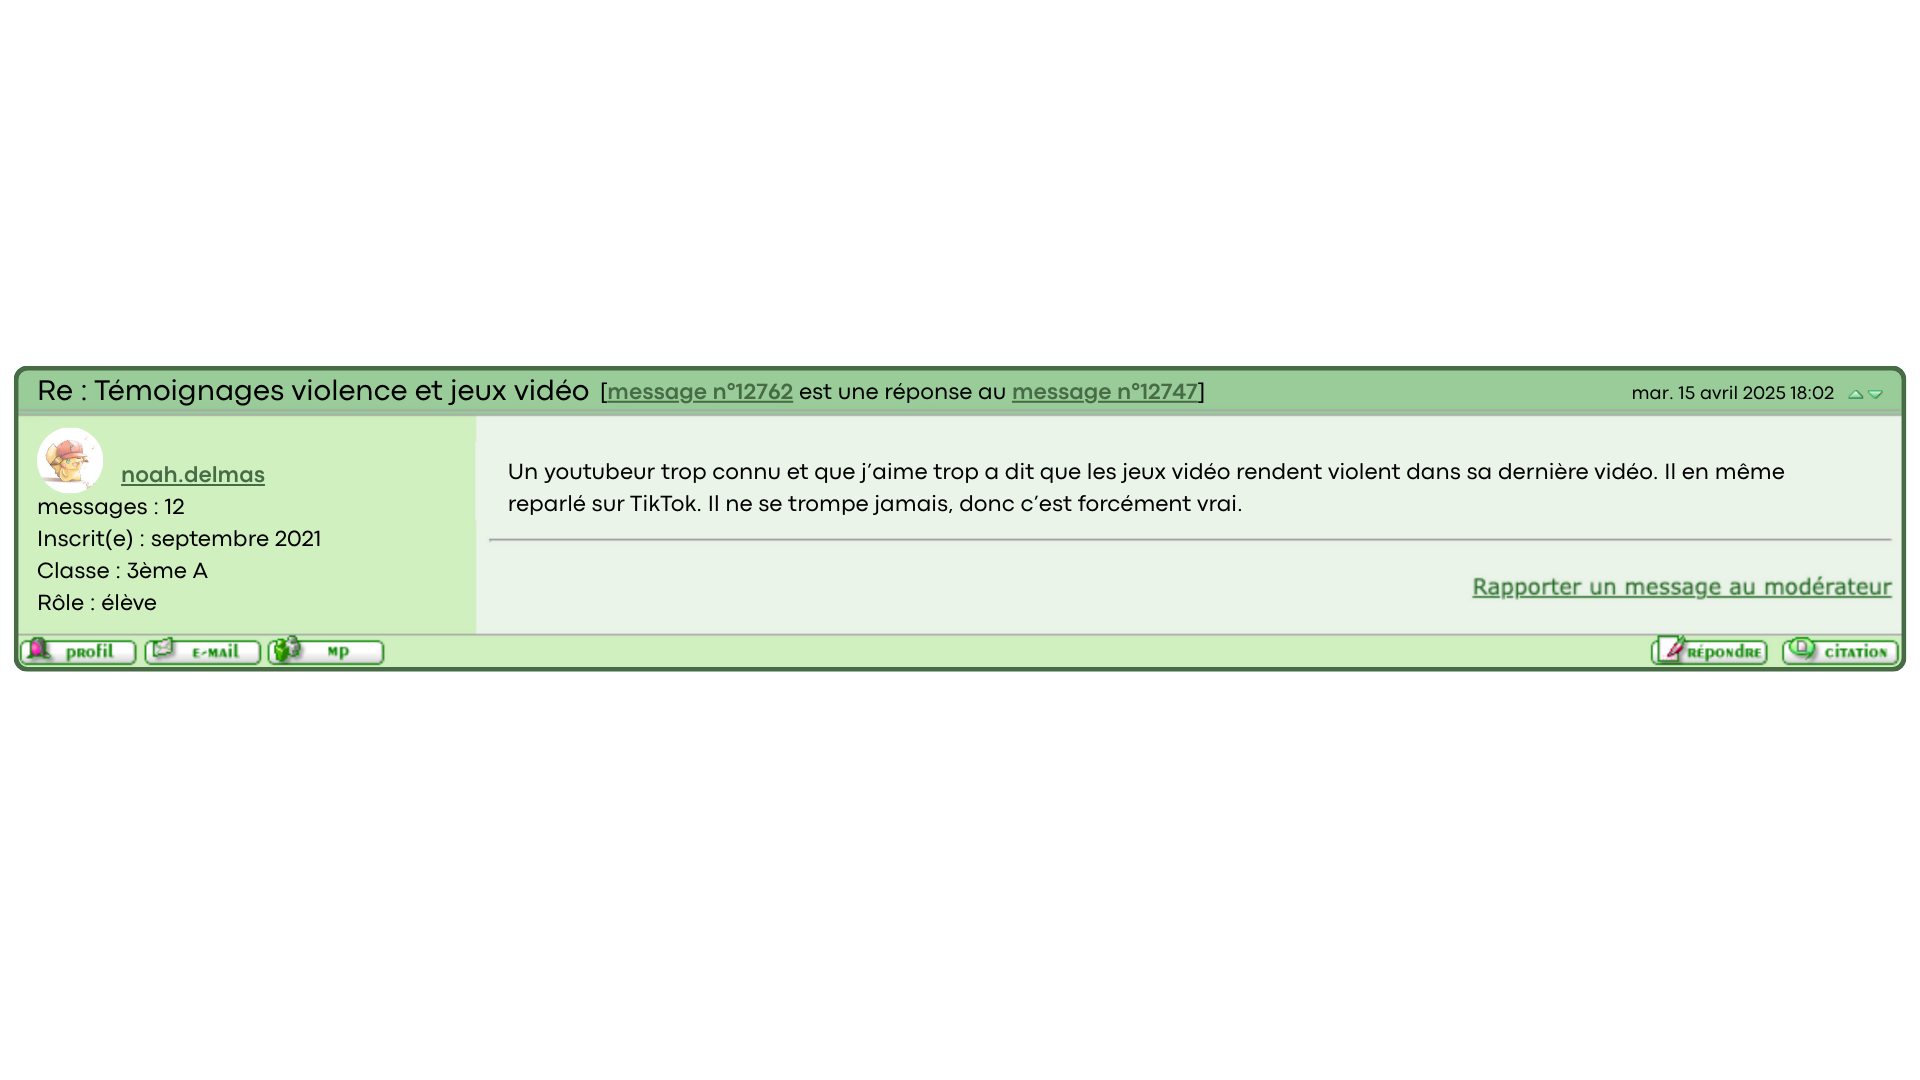 Re : Témoignages violence et jeux vidéo [message n°12762 est une réponse au message n°12747] mar. 15 avril 2025 18:02
noah.delmas
messages : 12
Inscrit(e) : septembre 2021
Classe : 3ème A
Rôle : élève
Un youtubeur trop connu et que j’aime trop a dit que les jeux vidéo rendent violent dans sa dernière vidéo. Il en même
reparlé sur TikTok. Il ne se trompe jamais, donc c’est forcément vrai.
Rapporter un message au modérateur
profil e-mail mp répondre citation